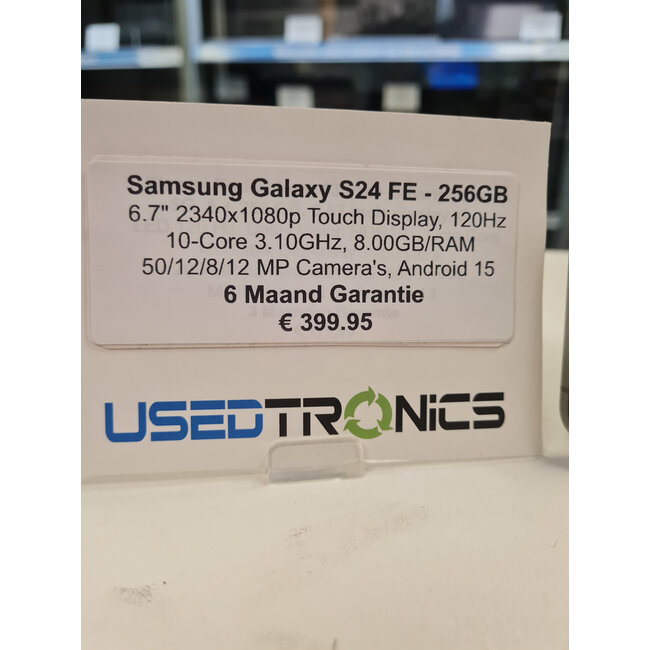 Samsung Galaxy S24 FE - 256GB
6.7" 2340x1080p Touch Display, 120Hz
10-Core 3.10GHz, 8.00GB/RAM
50/12/8/12 MP Camera's, Android 15
6 Maand Garantie
€ 399.95
USEDTRONiCS